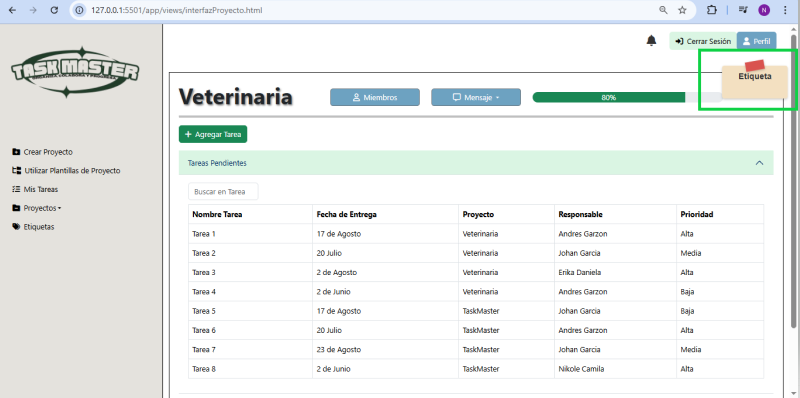 127.0.0.1:5501/app/views/interfazProyecto.html
N
Cerrar Sesión
Perfil
TASK MASTER
Etiqueta
Veterinaria
Miembros
Mensaje
80%
+ Agregar Tarea
Crear Proyecto
Utilizar Plantillas de Proyecto
Mis Tareas
Proyectos
Etiquetas
Tareas Pendientes
Buscar en Tarea
Nombre Tarea Fecha de Entrega Proyecto Responsable Prioridad
Tarea 1 17 de Agosto Veterinaria Andres Garzon Alta
Tarea 2 20 Julio Veterinaria Johan Garcia Media
Tarea 3 2 de Agosto Veterinaria Erika Daniela Alta
Tarea 4 2 de Junio Veterinaria Andres Garzon Baja
Tarea 5 17 de Agosto TaskMaster Johan Garcia Baja
Tarea 6 20 Julio TaskMaster Andres Garzon Alta
Tarea 7 23 de Agosto TaskMaster Johan Garcia Media
Tarea 8 2 de Junio TaskMaster Nikole Camila Alta